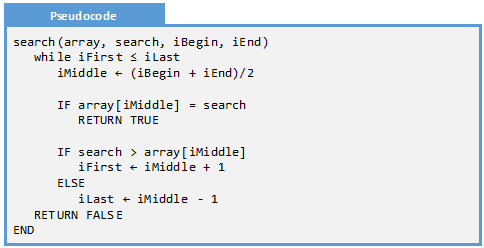 Pseudocode
search(array, search, iBegin, iEnd)
while iFirst ≤ iLast
iMiddle ← (iBegin + iEnd)/2
IF array[iMiddle] = search
RETURN TRUE
IF search > array[iMiddle]
iFirst ← iMiddle + 1
ELSE
iLast ← iMiddle - 1
RETURN FALSE
END